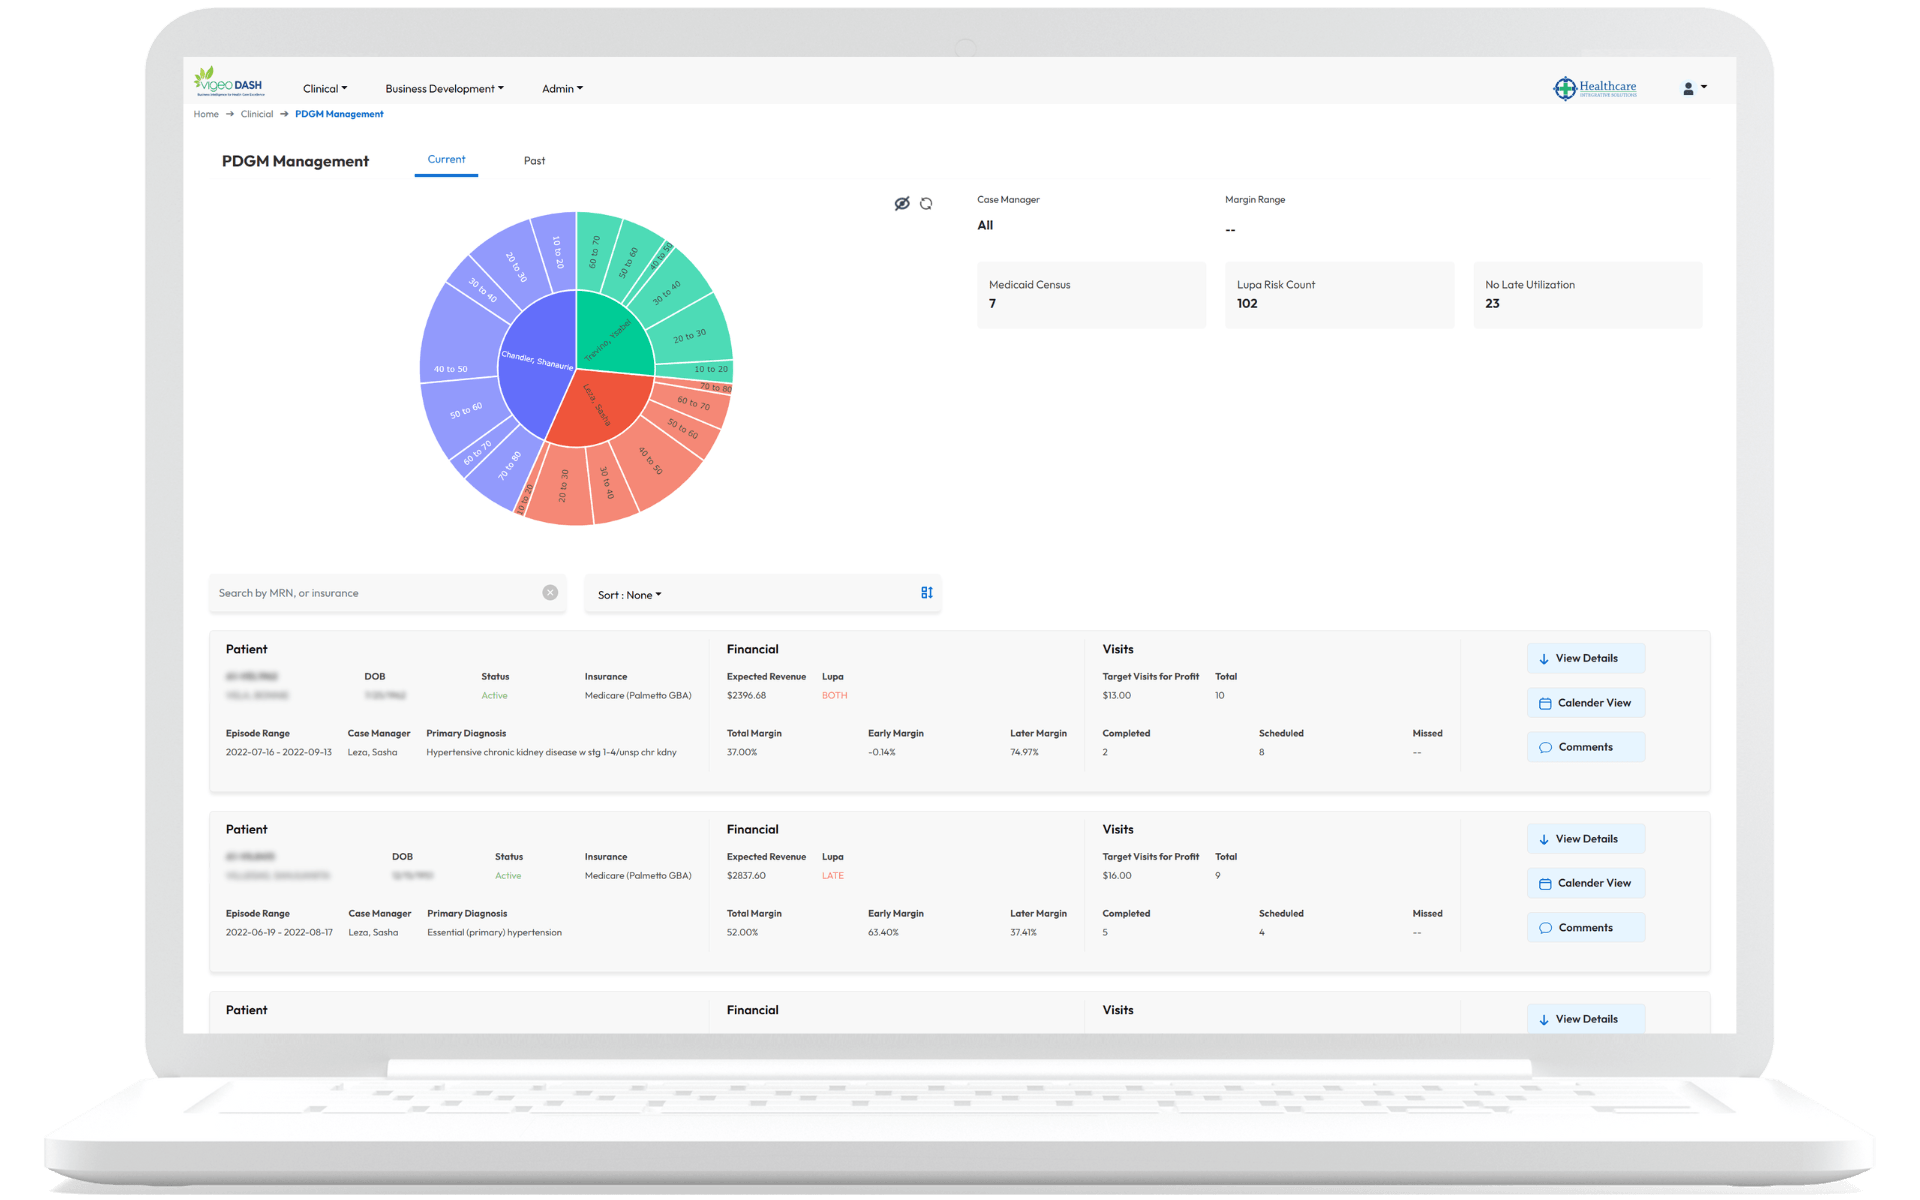 vigeo DASH
Business Intelligence for Health Care Excellence
Clinical
Business Development
Admin
Healthcare
INTEGRATIVE SOLUTIONS
Home → Clinicial → PDGM Management
PDGM Management
Current
Past
Case Manager
Margin Range
All
--
Medicaid Census
7
Lupa Risk Count
102
No Late Utilization
23
Trevino, Ysabel
60 to 70
50 to 60
40 to 50
30 to 40
20 to 30
10 to 20
Leza, Sasha
70 to 80
60 to 70
50 to 60
40 to 50
30 to 40
20 to 30
10 to 20
Chandler, Shanaurie
70 to 80
60 to 70
50 to 60
40 to 50
30 to 40
20 to 30
10 to 20
Search by MRN, or insurance
Sort : None
Patient Financial Visits
DOB Status Insurance Expected Revenue Lupa Target Visits for Profit Total
Active Medicare (Palmetto GBA) $2396.68 BOTH $13.00 10
Episode Range Case Manager Primary Diagnosis Total Margin Early Margin Later Margin Completed Scheduled Missed
2022-07-16 - 2022-09-13 Leza, Sasha Hypertensive chronic kidney disease w stg 1-4/unsp chr kdny 37.00% -0.14% 74.97% 2 8 --
View Details
Calender View
Comments
Patient Financial Visits
DOB Status Insurance Expected Revenue Lupa Target Visits for Profit Total
Active Medicare (Palmetto GBA) $2837.60 LATE $16.00 9
Episode Range Case Manager Primary Diagnosis Total Margin Early Margin Later Margin Completed Scheduled Missed
2022-06-19 - 2022-08-17 Leza, Sasha Essential (primary) hypertension 52.00% 63.40% 37.41% 5 4 --
View Details
Calender View
Comments
Patient Financial Visits
View Details